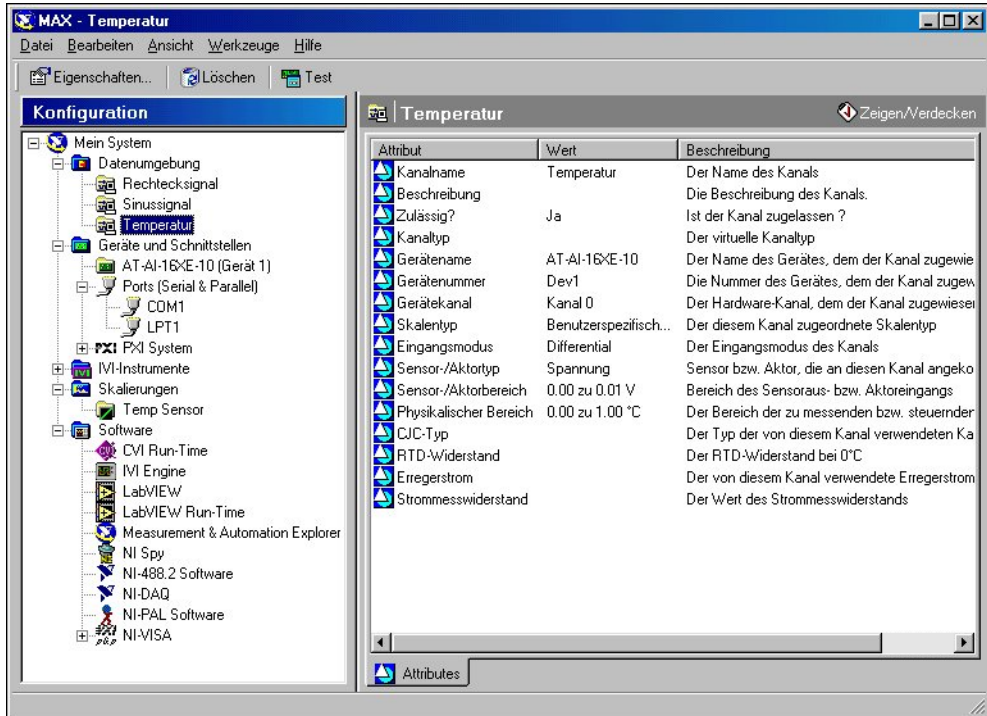 MAX - Temperatur
Datei Bearbeiten Ansicht Werkzeuge Hilfe
Eigenschaften... Löschen Test
Konfiguration
Mein System
Datenumgebung
Rechtecksignal
Sinussignal
Temperatur
Geräte und Schnittstellen
AT-AI-16XE-10 (Gerät 1)
Ports (Serial & Parallel)
COM1
LPT1
PXI PXI System
IVI IVI-Instrumente
Skalierungen
Temp Sensor
Software
CVI CVI Run-Time
IVI Engine
LabVIEW
LabVIEW Run-Time
Measurement & Automation Explorer
NI Spy
NI-488.2 Software
NI-DAQ
NI-PAL Software
NI-VISA
Temperatur Zeigen/Verdecken
Attribut Wert Beschreibung
Kanalname Temperatur Der Name des Kanals
Beschreibung Die Beschreibung des Kanals.
Zulässig? Ja Ist der Kanal zugelassen ?
Kanaltyp Der virtuelle Kanaltyp
Gerätename AT-AI-16XE-10 Der Name des Gerätes, dem der Kanal zugewie
Gerätenummer Dev1 Die Nummer des Gerätes, dem der Kanal zugew
Gerätekanal Kanal 0 Der Hardware-Kanal, dem der Kanal zugewiesen
Skalentyp Benutzerspezifisch... Der diesem Kanal zugeordnete Skalentyp
Eingangsmodus Differential Der Eingangsmodus des Kanals
Sensor-/Aktortyp Spannung Sensor bzw. Aktor, die an diesen Kanal angeko
Sensor-/Aktorbereich 0.00 zu 0.01 V Bereich des Sensoraus- bzw. Aktoreingangs
Physikalischer Bereich 0.00 zu 1.00 °C Der Bereich der zu messenden bzw. steuernder
CJC-Typ Der Typ der von diesem Kanal verwendeten Ka
RTD-Widerstand Der RTD-Widerstand bei 0°C
Erregerstrom Der von diesem Kanal verwendete Erregerstrom
Strommesswiderstand Der Wert des Strommesswiderstands
Attributes